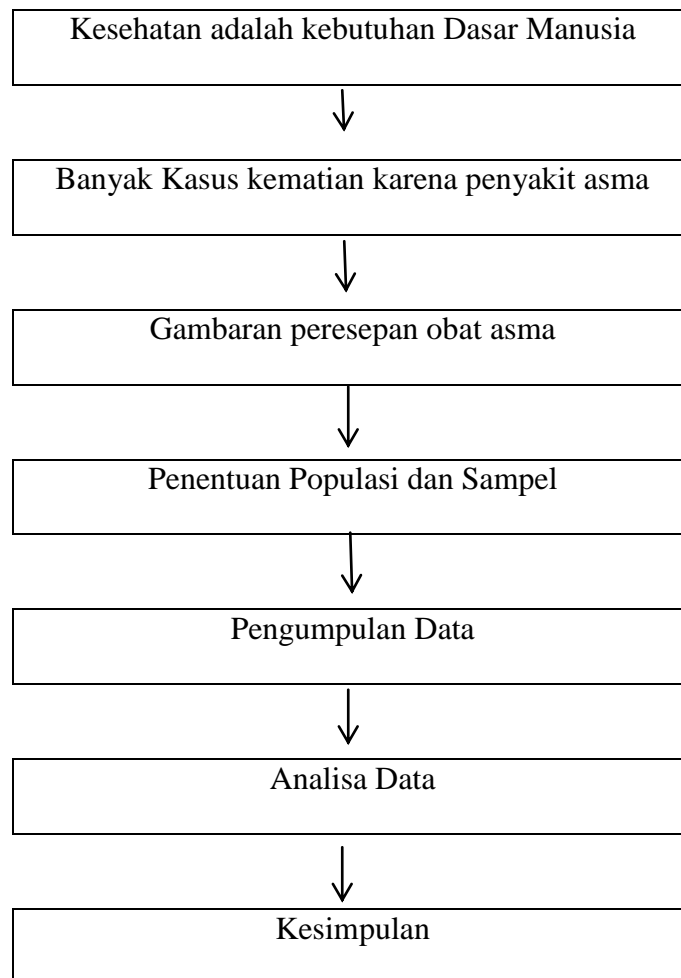 Kesehatan adalah kebutuhan Dasar Manusia
Banyak Kasus kematian karena penyakit asma
Gambaran peresepan obat asma
Penentuan Populasi dan Sampel
Pengumpulan Data
Analisa Data
Kesimpulan